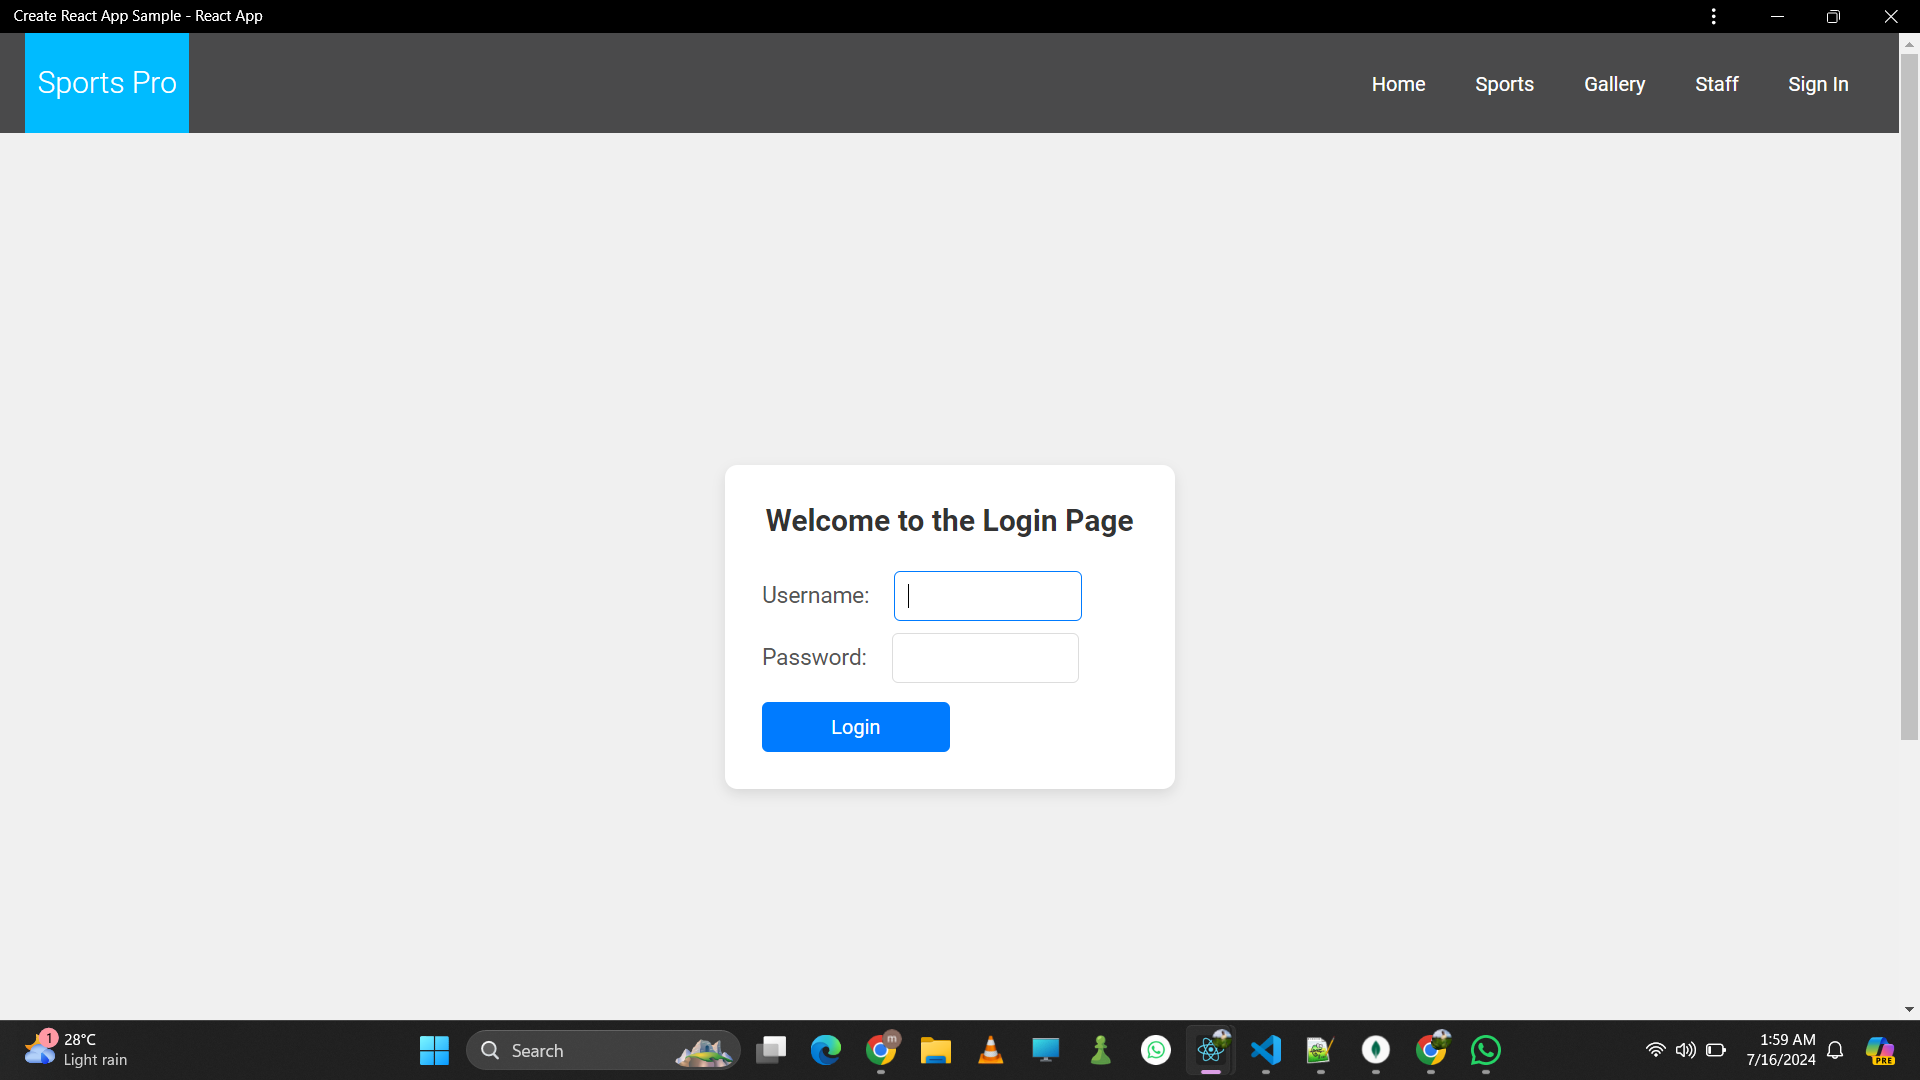 Create React App Sample - React App
Sports Pro
Home Sports Gallery Staff Sign In
Welcome to the Login Page
Username:
Password:
Login
1
28°C
Light rain
Search
m
1:59 AM
7/16/2024
PRE